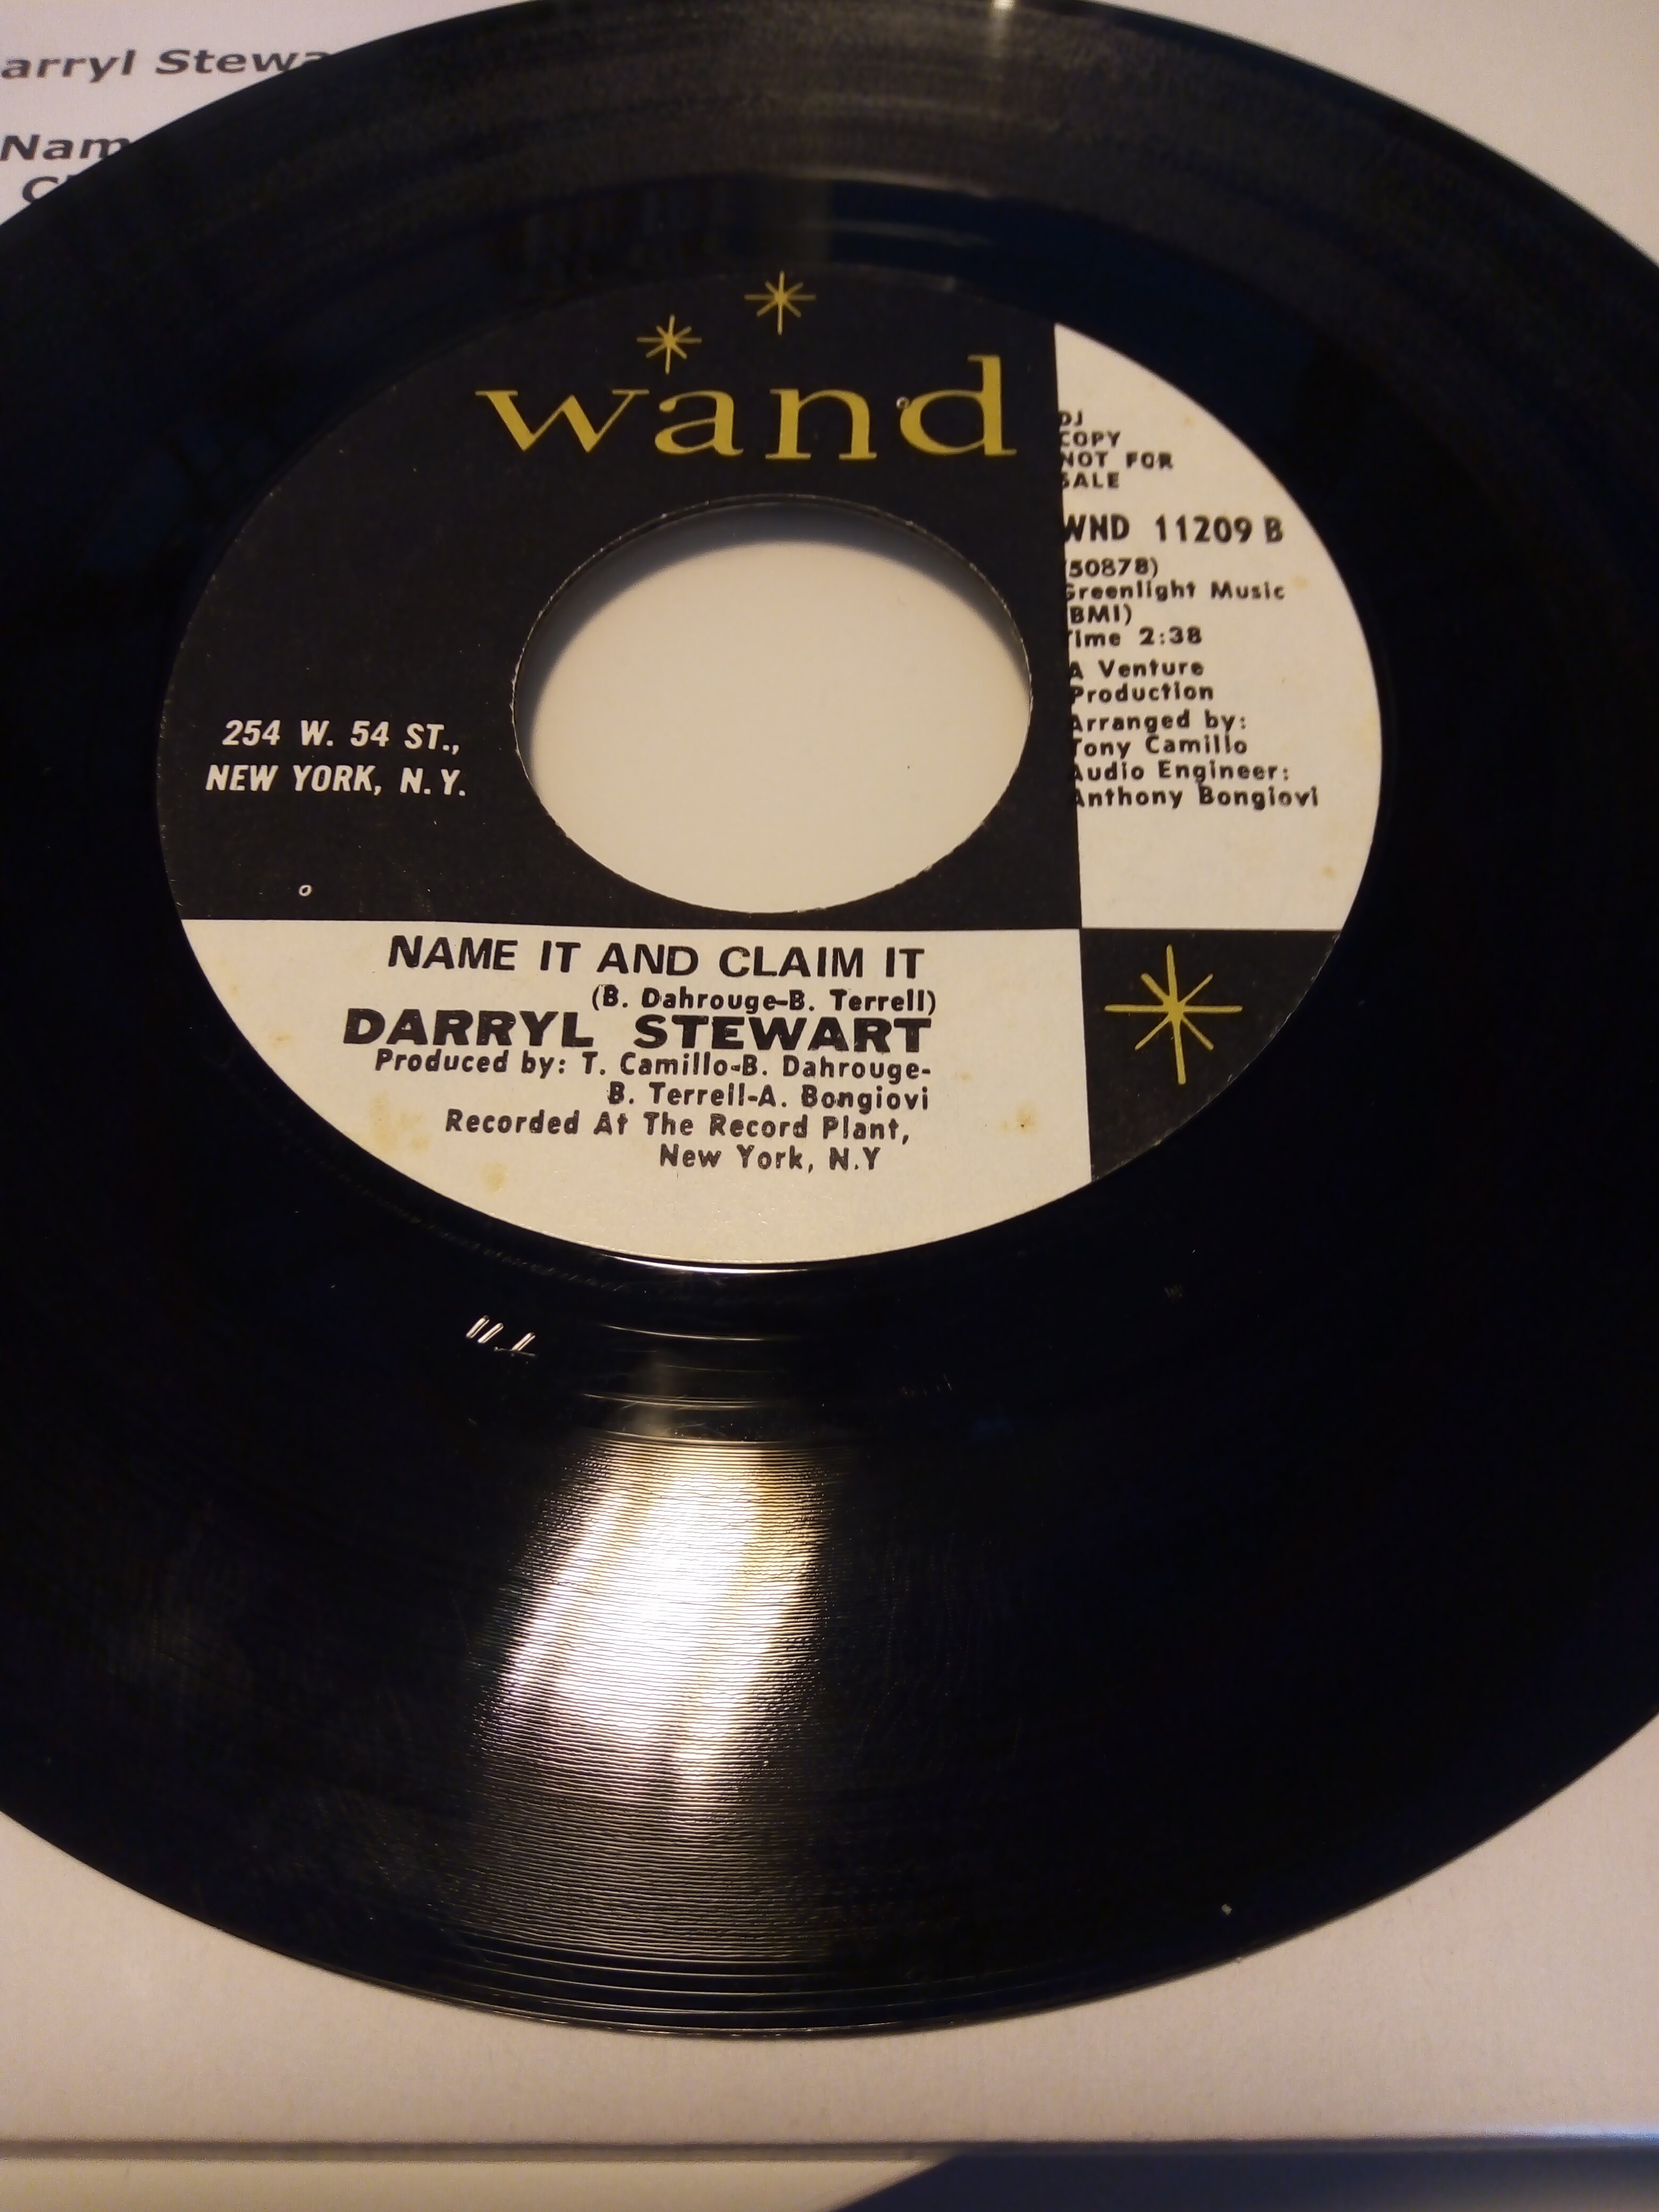 arryl Stewa
Nam
wand
DJ
COPY
NOT FOR
SALE
WND 11209 B
(50878)
Greenlight Music
(BMI)
Time 2:38
A Venture
Production
Arranged by:
Tony Camillo
Audio Engineer:
Anthony Bongiovi
254 W. 54 ST.,
NEW YORK, N.Y.
NAME IT AND CLAIM IT
(B. Dahrouge-B. Terrell)
DARRYL STEWART
Produced by: T. Camillo-B. Dahrouge-
B. Terrell-A. Bongiovi
Recorded At The Record Plant,
New York, N.Y